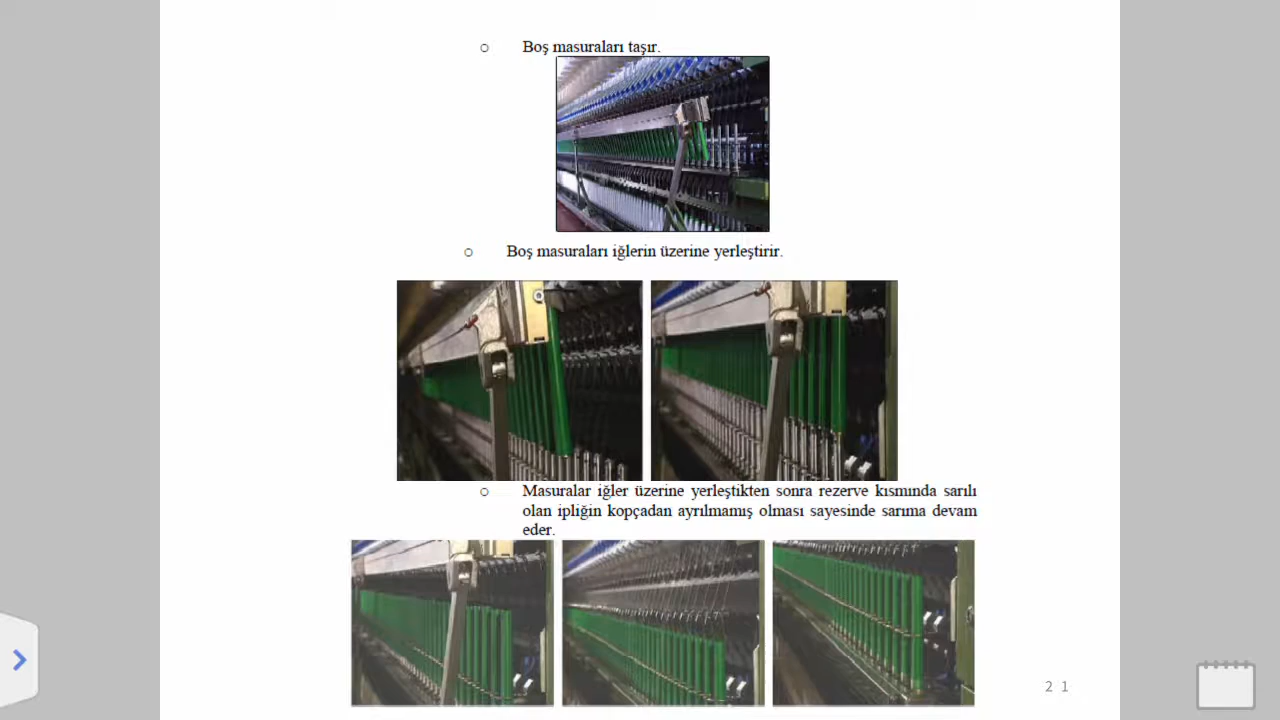 ○ Boş masuraları taşır.
○ Boş masuraları iğlerin üzerine yerleştirir.
○ Masuralar iğler üzerine yerleştikten sonra rezerve kısmında sarılı
olan ipliğin kopçadan ayrılmamış olması sayesinde sarıma devam
eder.
2 1